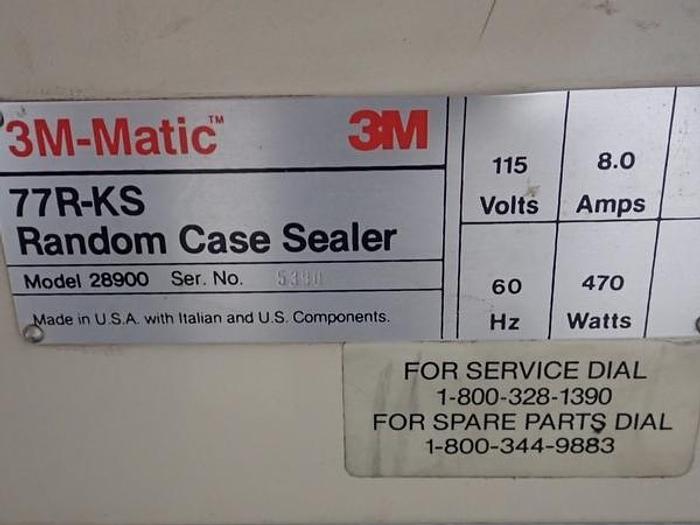 3M-Matic™ 3M
77R-KS
Random Case Sealer
Model 28900 Ser. No.
Made in U.S.A. with Italian and U.S. Components.
115 Volts
8.0 Amps
60 Hz
470 Watts
FOR SERVICE DIAL
1-800-328-1390
FOR SPARE PARTS DIAL
1-800-344-9883